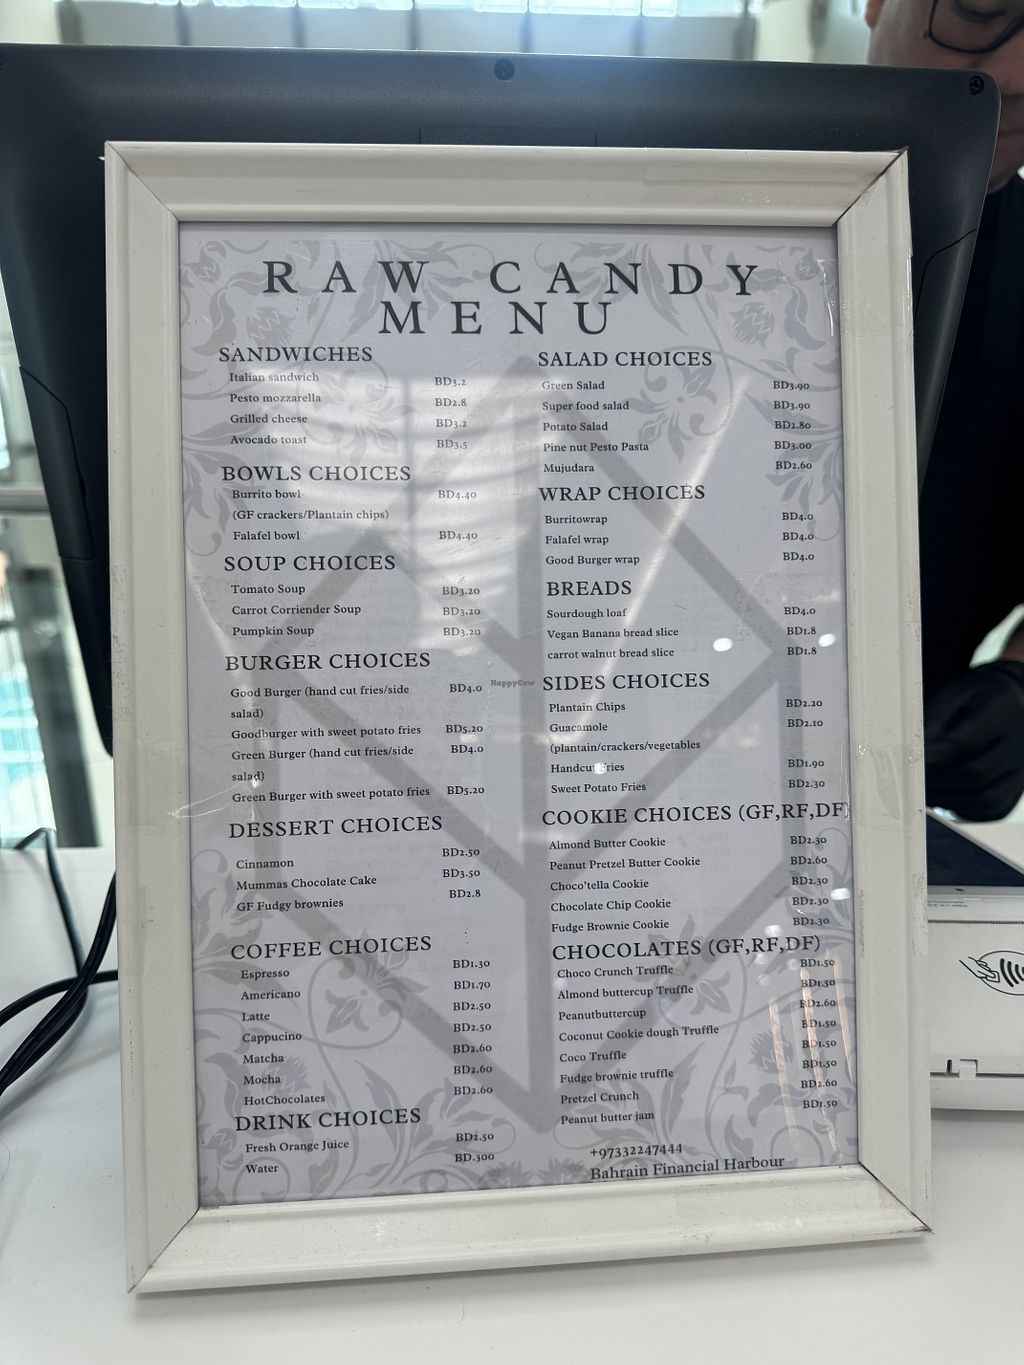 RAW CANDY
MENU
SANDWICHES
Italian sandwich BD3.2
Pesto mozzarella BD2.8
Grilled cheese BD3.2
Avocado toast BD3.5
BOWLS CHOICES
Burrito bowl BD4.40
(GF crackers/Plantain chips)
Falafel bowl BD4.40
SOUP CHOICES
Tomato Soup BD3.20
Carrot Corriender Soup BD3.20
Pumpkin Soup BD3.20
BURGER CHOICES
Good Burger (hand cut fries/side BD4.0
salad)
Goodburger with sweet potato fries BD5.20
Green Burger (hand cut fries/side BD4.0
salad)
Green Burger with sweet potato fries BD5.20
DESSERT CHOICES
Cinnamon BD2.50
Mummas Chocolate Cake BD3.50
GF Fudgy brownies BD2.8
COFFEE CHOICES
Espresso BD1.30
Americano BD1.70
Latte BD2.50
Cappucino BD2.50
Matcha BD2.60
Mocha BD2.60
HotChocolates BD2.60
DRINK CHOICES
Fresh Orange Juice BD2.50
Water BD.300
SALAD CHOICES
Green Salad BD3.90
Super food salad BD3.90
Potato Salad BD2.80
Pine nut Pesto Pasta BD3.00
Mujudara BD2.60
WRAP CHOICES
Burritowrap BD4.0
Falafel wrap BD4.0
Good Burger wrap BD4.0
BREADS
Sourdough loaf BD4.0
Vegan Banana bread slice BD1.8
carrot walnut bread slice BD1.8
SIDES CHOICES
Plantain Chips BD2.20
Guacamole BD2.10
(plantain/crackers/vegetables
Handcut Fries BD1.90
Sweet Potato Fries BD2.30
COOKIE CHOICES (GF,RF,DF)
Almond Butter Cookie BD2.30
Peanut Pretzel Butter Cookie BD2.60
Choco'tella Cookie BD2.30
Chocolate Chip Cookie BD2.30
Fudge Brownie Cookie BD2.30
CHOCOLATES (GF,RF,DF)
Choco Crunch Truffle BD1.50
Almond buttercup Truffle BD1.50
Peanutbuttercup BD2.60
Coconut Cookie dough Truffle BD1.50
Coco Truffle BD1.50
Fudge brownie truffle BD1.50
Pretzel Crunch BD2.60
Peanut butter jam BD1.50
+97332247444
Bahrain Financial Harbour
HappyCow